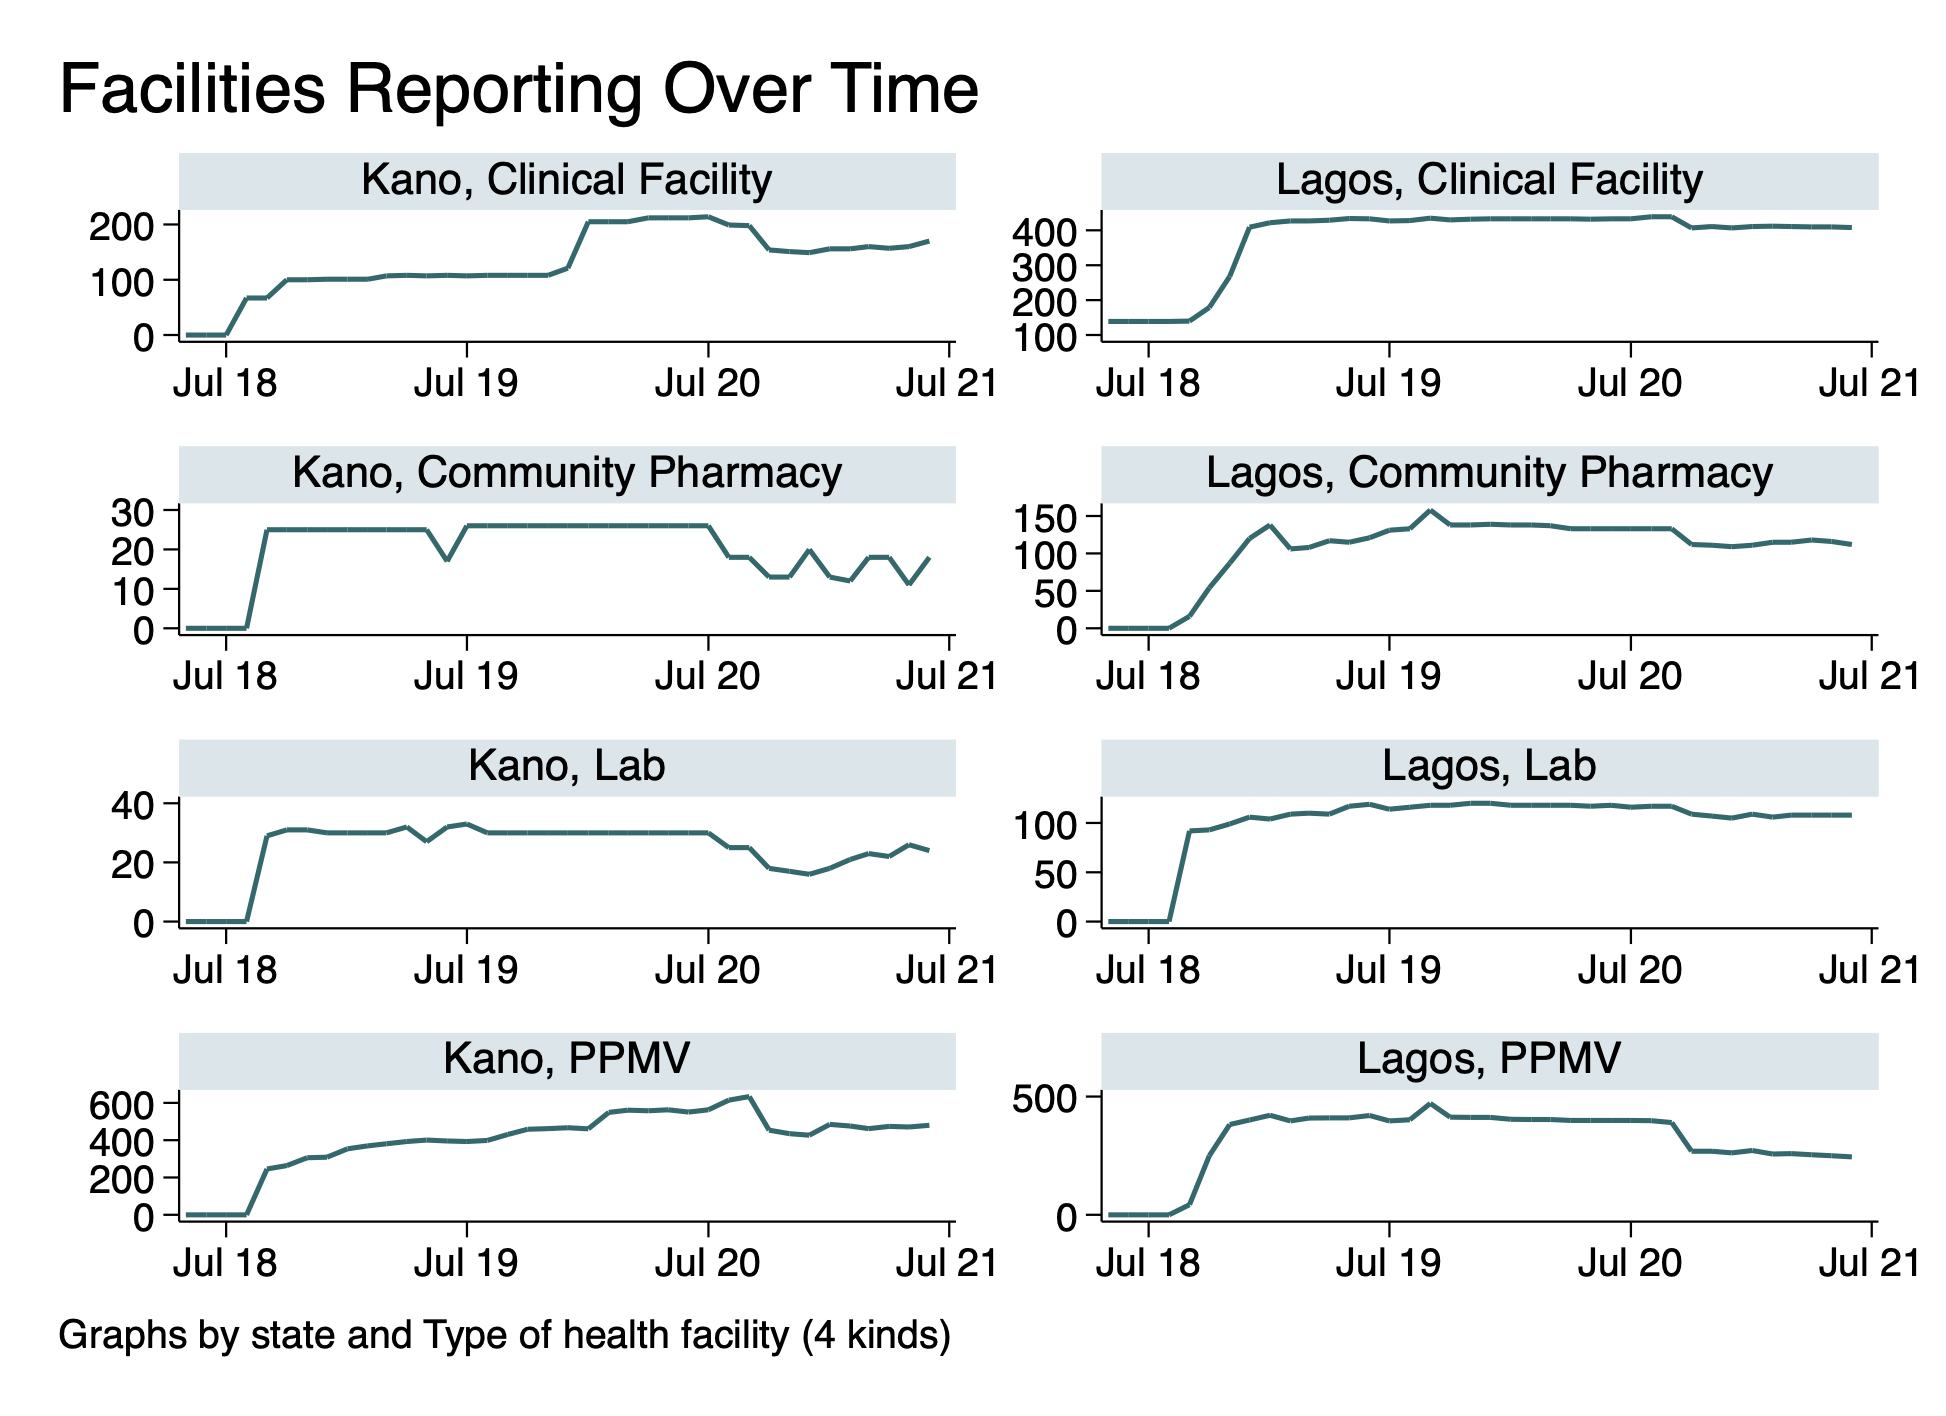 Facilities Reporting Over Time
Kano, Clinical Facility
200
100
0
Jul 18 Jul 19 Jul 20 Jul 21
Lagos, Clinical Facility
400
300
200
100
Jul 18 Jul 19 Jul 20 Jul 21
Kano, Community Pharmacy
30
20
10
0
Jul 18 Jul 19 Jul 20 Jul 21
Lagos, Community Pharmacy
150
100
50
0
Jul 18 Jul 19 Jul 20 Jul 21
Kano, Lab
40
20
0
Jul 18 Jul 19 Jul 20 Jul 21
Lagos, Lab
100
50
0
Jul 18 Jul 19 Jul 20 Jul 21
Kano, PPMV
600
400
200
0
Jul 18 Jul 19 Jul 20 Jul 21
Lagos, PPMV
500
0
Jul 18 Jul 19 Jul 20 Jul 21
Graphs by state and Type of health facility (4 kinds)